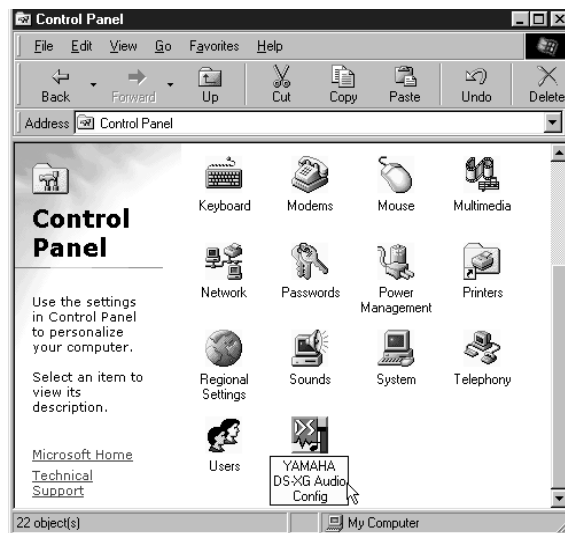 Control Panel
File Edit View Go Favorites Help
Back Forward Up Cut Copy Paste Undo Delete
Address Control Panel
Control
Panel
Use the settings
in Control Panel
to personalize
your computer.
Select an item to
view its
description.
Microsoft Home
Technical
Support
Keyboard Modems Mouse Multimedia
Network Passwords Power
Management Printers
Regional
Settings Sounds System Telephony
Users YAMAHA
DS-XG Audio
Config
22 object(s) My Computer